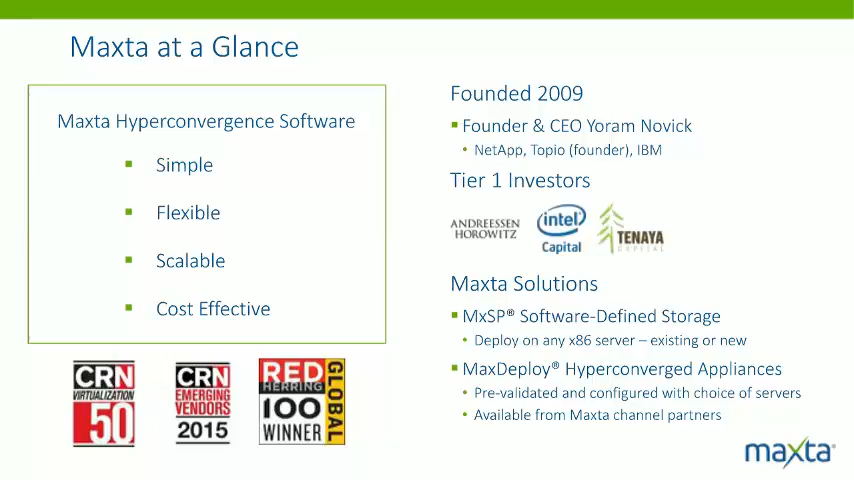 Maxta at a Glance
Maxta Hyperconvergence Software
Simple
Flexible
Scalable
Cost Effective
CRN
VIRTUALIZATION
50
CRN
EMERGING
VENDORS
2015
RED
HERRING
100
WINNER
GLOBAL
Founded 2009
Founder & CEO Yoram Novick
NetApp, Topio (founder), IBM
Tier 1 Investors
ANDREESSEN
HOROWITZ
intel
Capital
TENAYA
CAPITAL
Maxta Solutions
MxSP® Software-Defined Storage
Deploy on any x86 server – existing or new
MaxDeploy® Hyperconverged Appliances
Pre-validated and configured with choice of servers
Available from Maxta channel partners
maxta